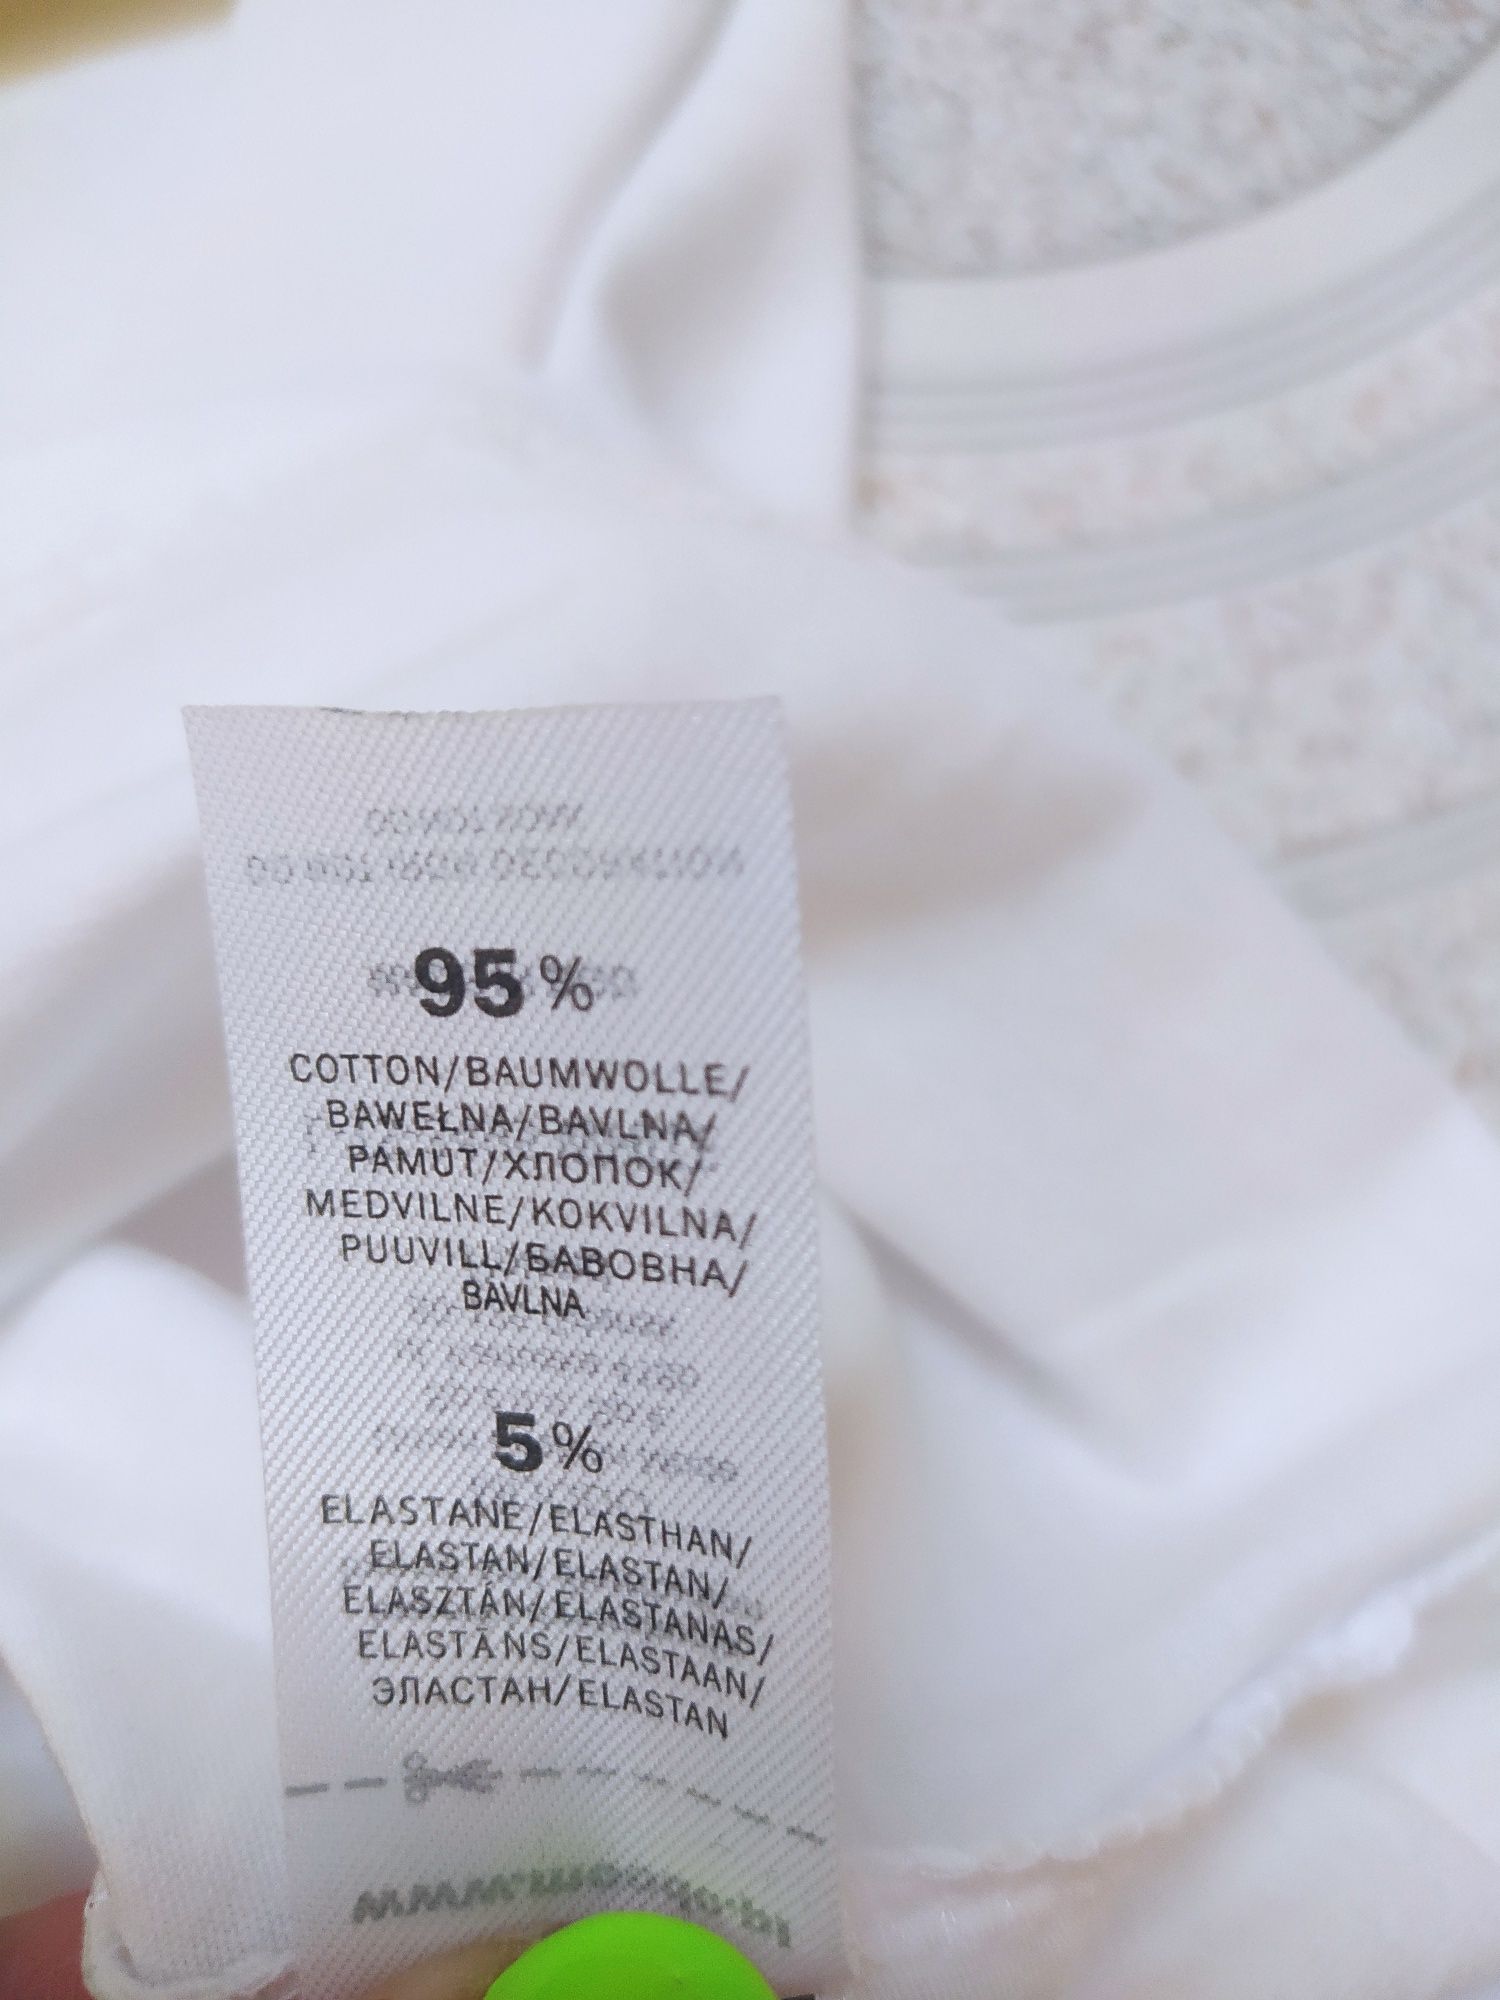 95%
COTTON/BAUMWOLLE/
BAWEŁNA/BAVLNA/
PAMUT/ХЛОПОК/
MEDVILNE/KOKVILNA/
PUUVILL/БАВОВНА/
BAVLNA
5%
ELASTANE/ELASTHAN/
ELASTAN/ELASTAN/
ELASZTÁN/ELASTANAS/
ELASTĀNS/ELASTAAN/
ЭЛАСТАН/ELASTAN